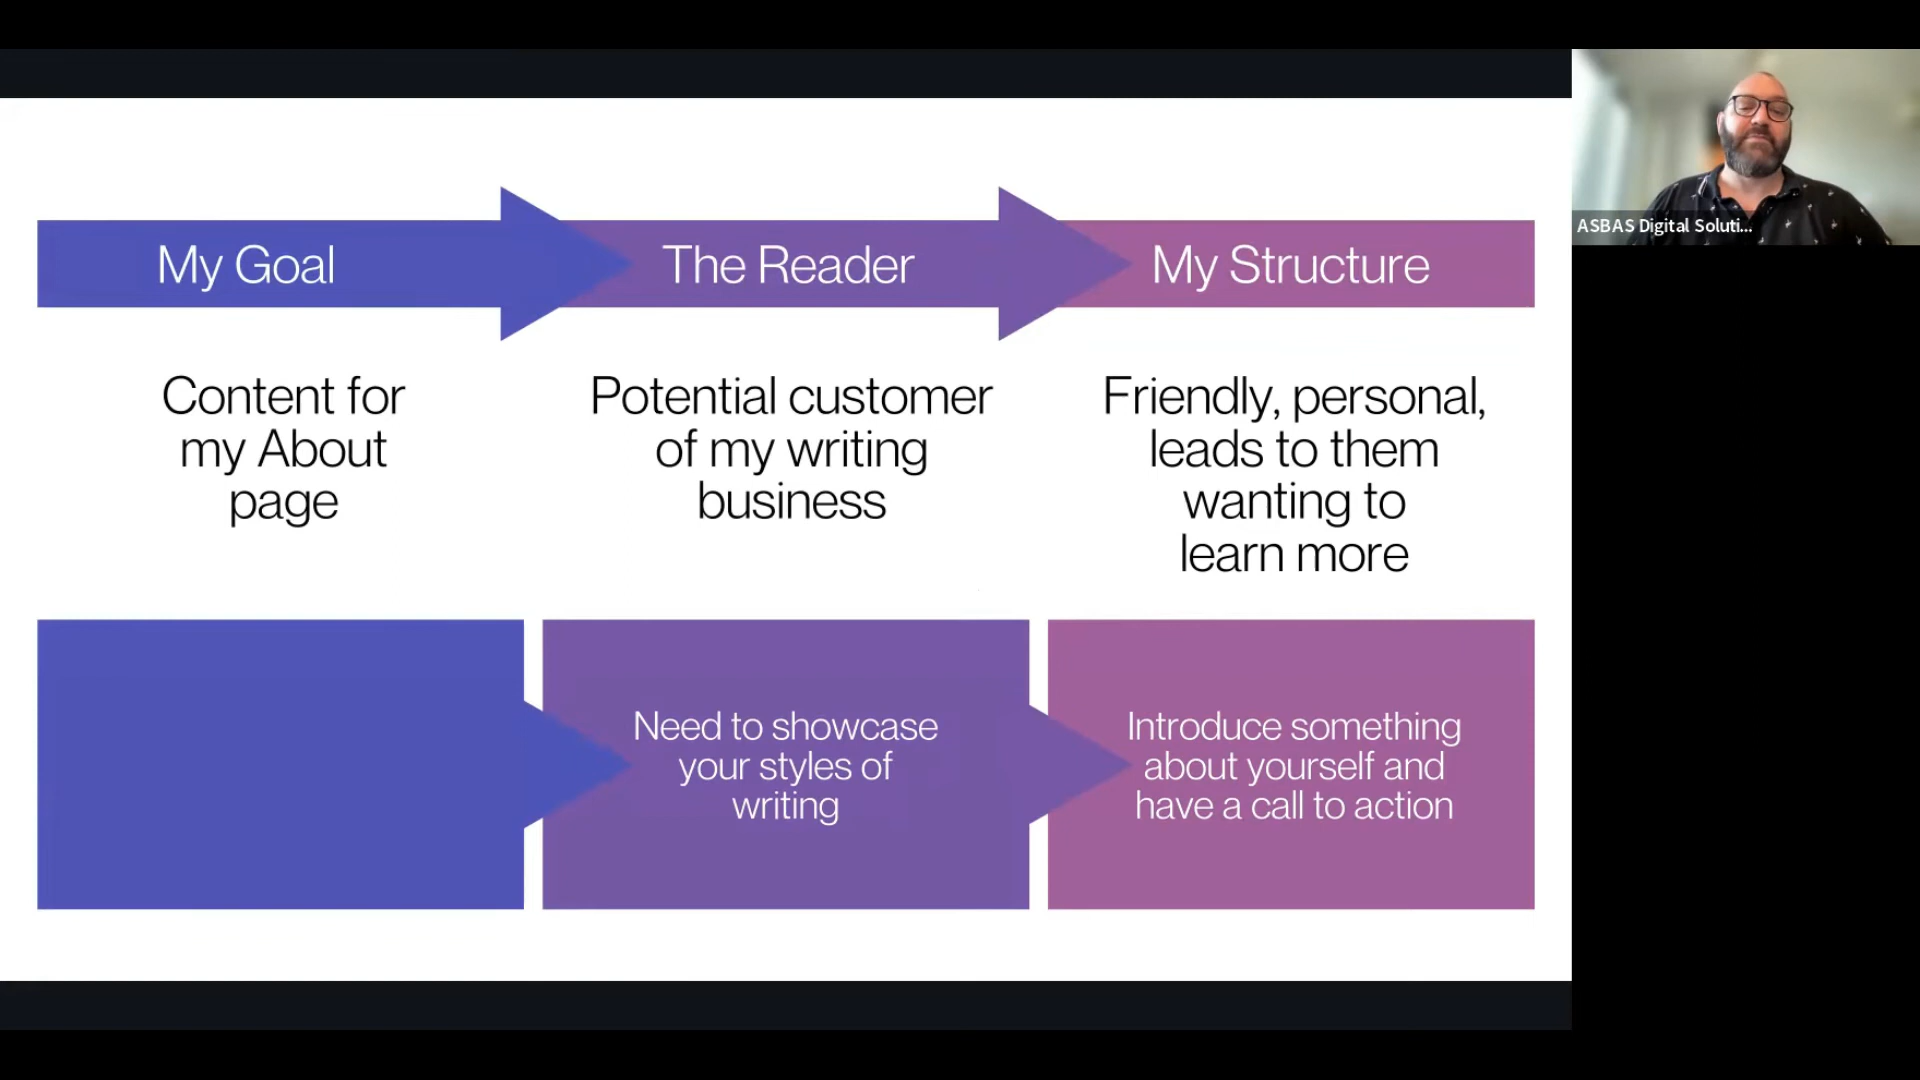 My Goal
The Reader
My Structure
Content for
my About
page
Potential customer
of my writing
business
Friendly, personal,
leads to them
wanting to
learn more
Need to showcase
your styles of
writing
Introduce something
about yourself and
have a call to action
ASBAS Digital Soluti...